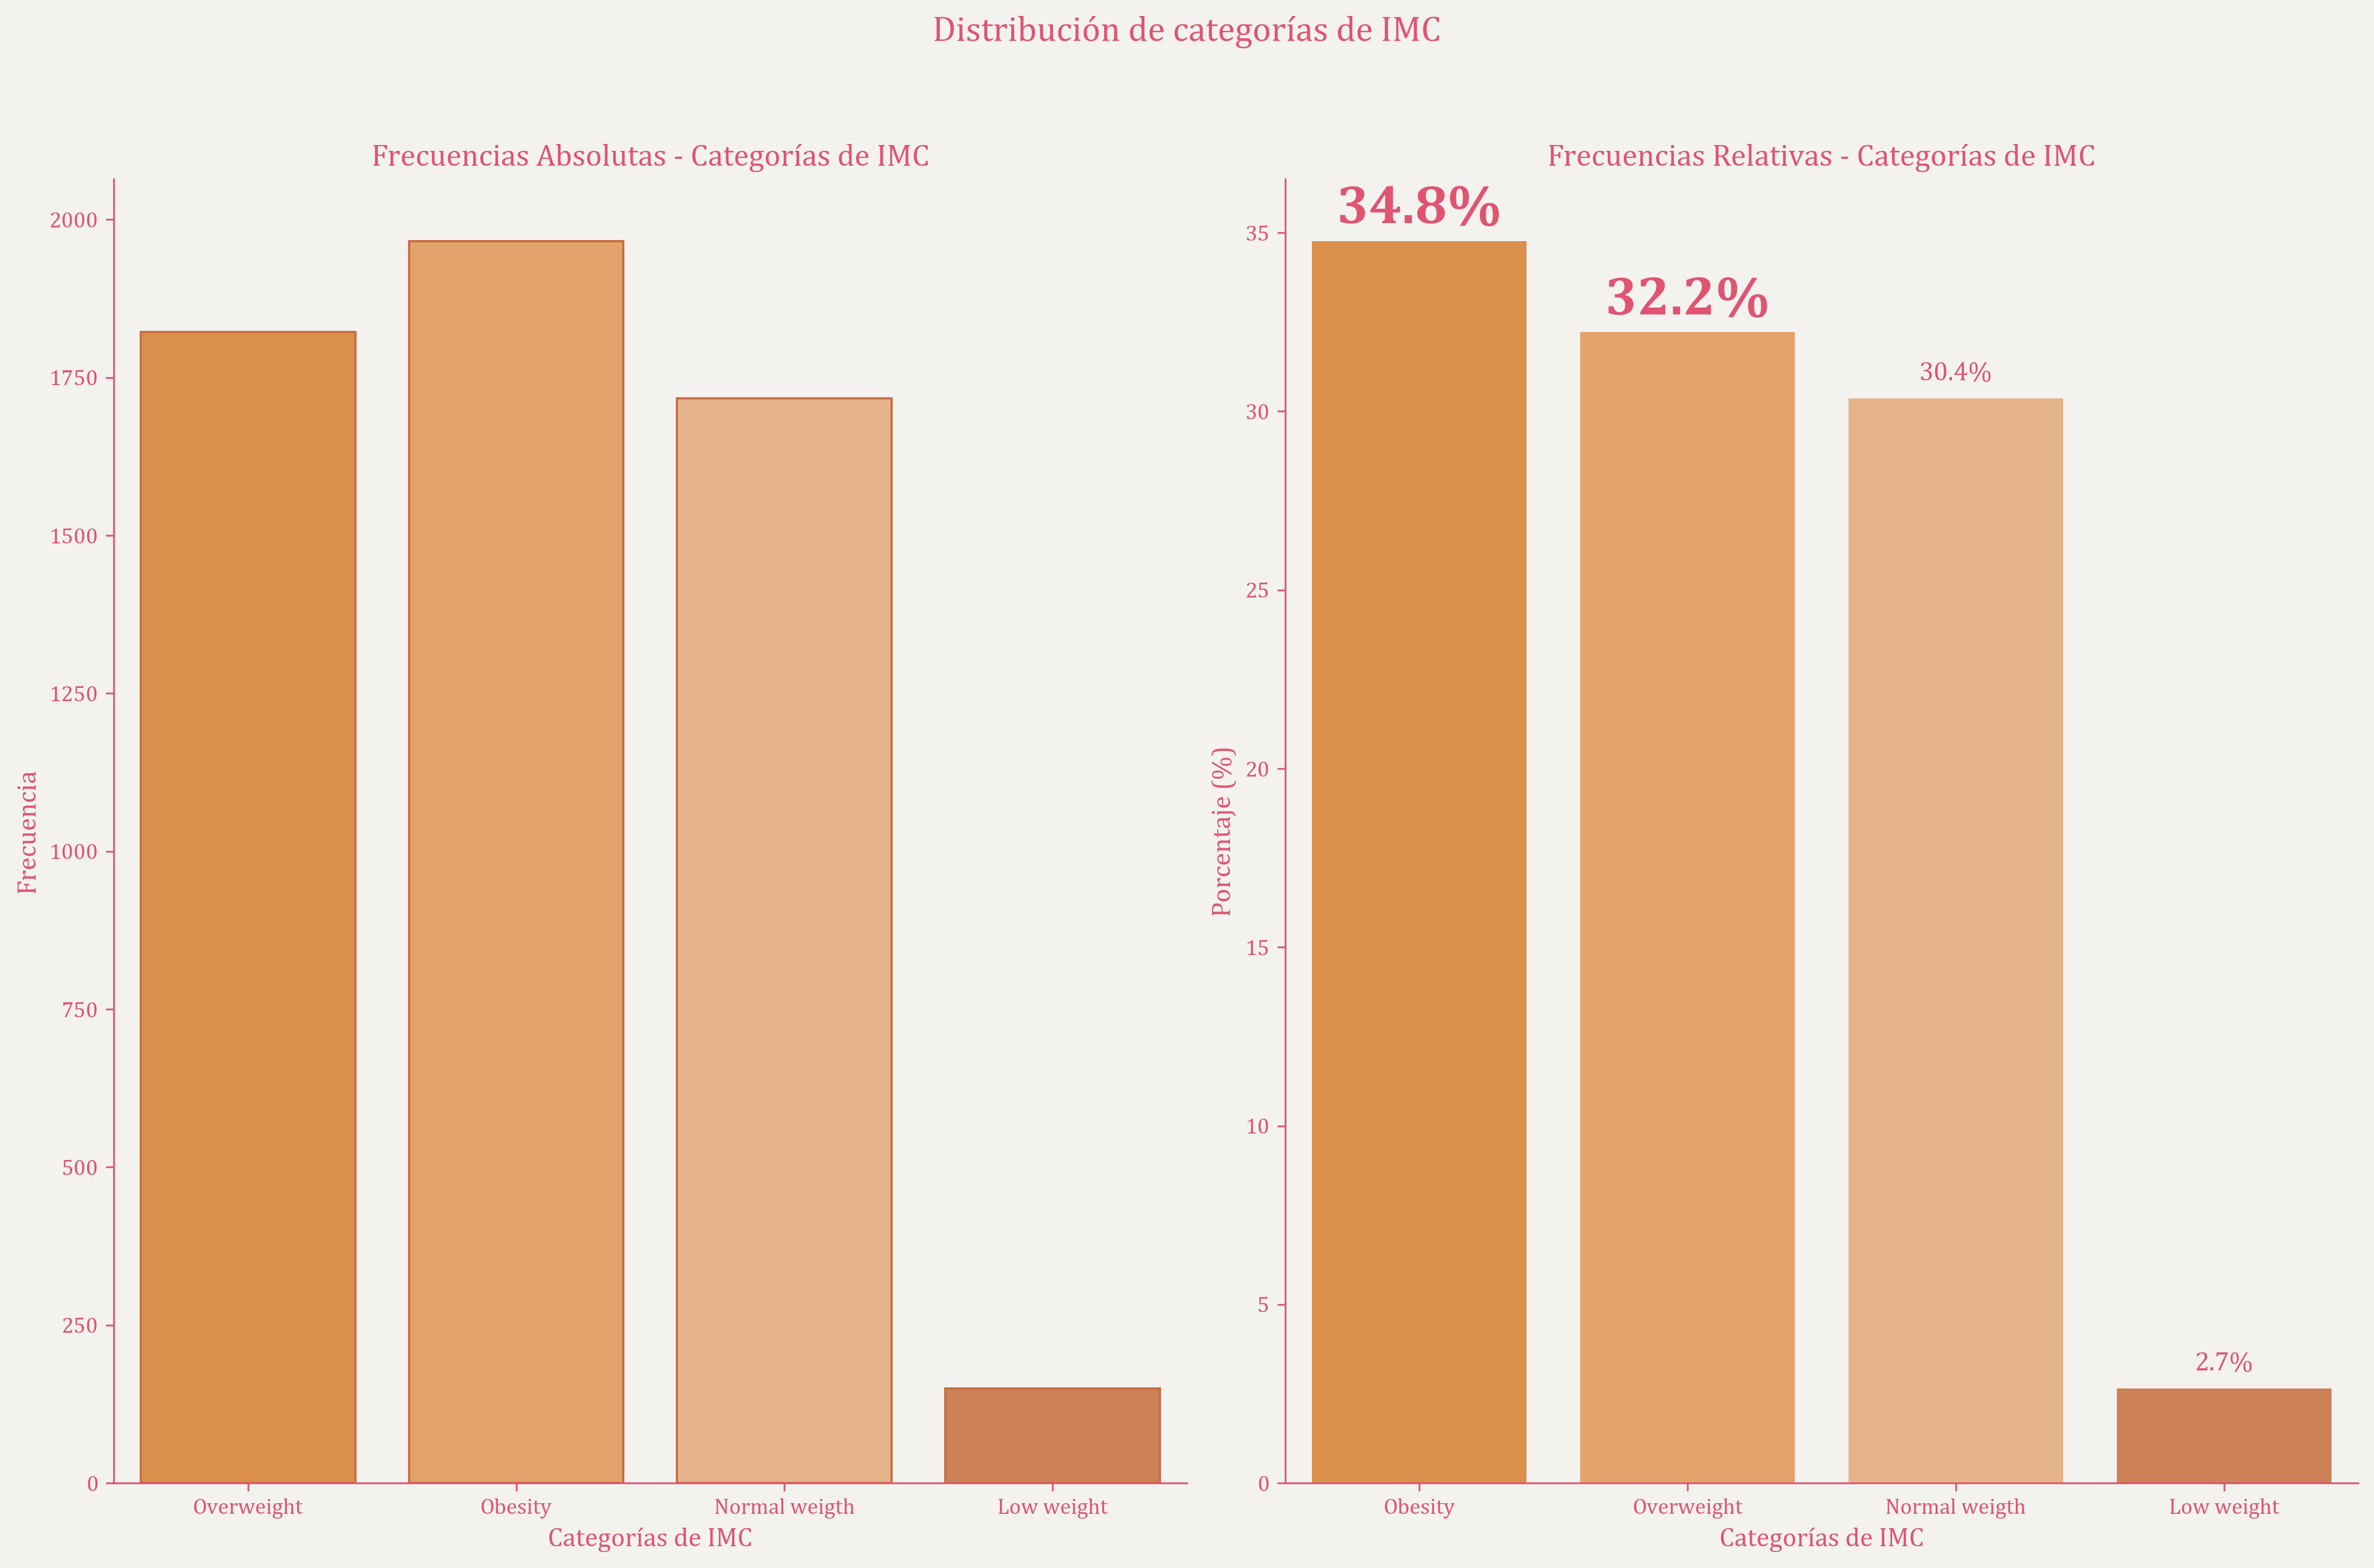 Distribución de categorías de IMC
Frecuencias Absolutas - Categorías de IMC
Frecuencia
2000
1750
1500
1250
1000
750
500
250
0
Overweight
Obesity
Normal weigth
Low weight
Categorías de IMC
Frecuencias Relativas - Categorías de IMC
Porcentaje (%)
35
30
25
20
15
10
5
0
34.8%
32.2%
30.4%
2.7%
Obesity
Overweight
Normal weigth
Low weight
Categorías de IMC